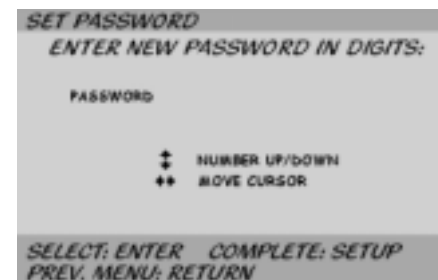 SET PASSWORD
ENTER NEW PASSWORD IN DIGITS:
PASSWORD
NUMBER UP/DOWN
MOVE CURSOR
SELECT: ENTER COMPLETE: SETUP
PREV. MENU: RETURN